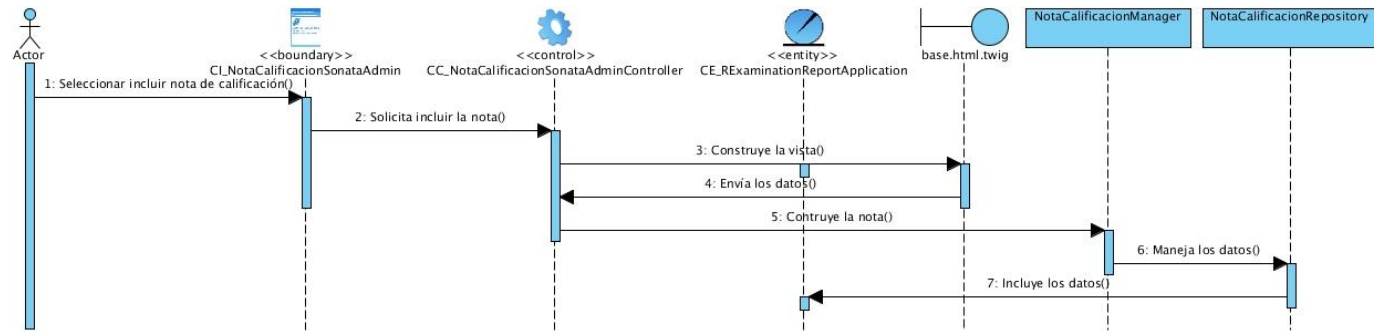 Actor
<<boundary>>
CI_NotaCalificacionSonataAdmin
<<control>>
CC_NotaCalificacionSonataAdminController
<<entity>>
CE_RExaminationReportApplication
base.html.twig
NotaCalificacionManager
NotaCalificacionRepository
1: Seleccionar incluir nota de calificación()
2: Solicita incluir la nota()
3: Construye la vista()
4: Envía los datos()
5: Contruye la nota()
6: Maneja los datos()
7: Incluye los datos()